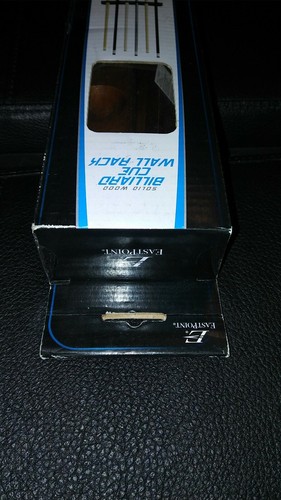 SOLID WOOD
BILLIARD
CUE
WALL RACK
E
EASTPOINT®
E®
EASTPOINT®